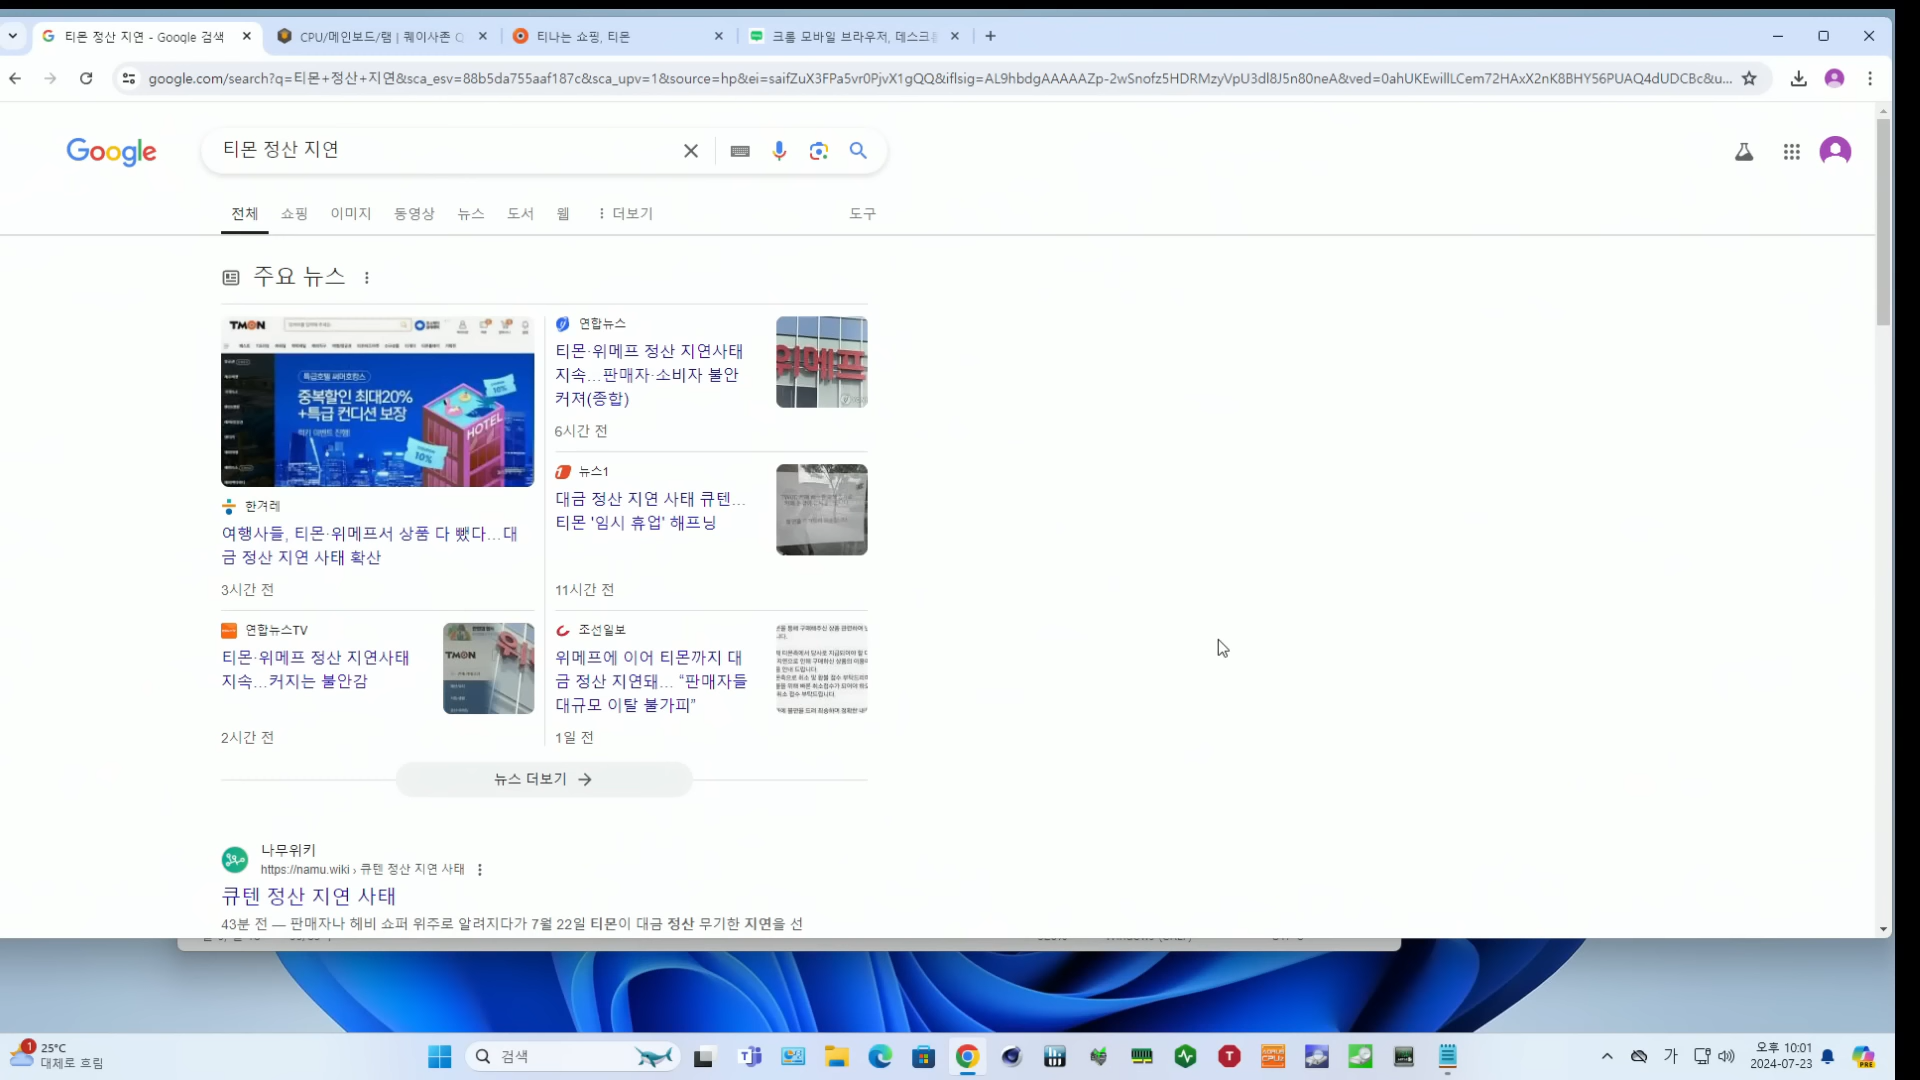 티몬 정산 지연 - Google 검색
CPU/메인보드/램 | 퀘이사존 Q
티나는 쇼핑, 티몬
크롬 모바일 브라우저, 데스크
google.com/search?q=티몬+정산+지연&sca_esv=88b5da755aaf187c&sca_upv=1&source=hp&ei=saifZuX3FPa5vr0PjvX1gQQ&iflsig=AL9hbdgAAAAAZp-2wSnofz5HDRMzyVpU3dl8J5n80neA&ved=0ahUKEwillLCem72HAxX2nK8BHY56PUAQ4dUDCBc&u...
Google
티몬 정산 지연
전체 쇼핑 이미지 동영상 뉴스 도서 웹 더보기 도구
주요 뉴스
TMON
특급호텔 써머호캉스
중복할인 최대20%
+특급 컨디션 보장
HOTEL
10%
10%
한겨레
여행사들, 티몬·위메프서 상품 다 뺐다…대
금 정산 지연 사태 확산
3시간 전
연합뉴스
티몬·위메프 정산 지연사태
지속…판매자·소비자 불안
커져(종합)
6시간 전
위메프
뉴스1
대금 정산 지연 사태 큐텐…
티몬 '임시 휴업' 해프닝
11시간 전
연합뉴스TV
티몬·위메프 정산 지연사태
지속…커지는 불안감
2시간 전
TMON
조선일보
위메프에 이어 티몬까지 대
금 정산 지연돼… “판매자들
대규모 이탈 불가피”
1일 전
뉴스 더보기
나무위키
https://namu.wiki › 큐텐 정산 지연 사태
큐텐 정산 지연 사태
43분 전 — 판매자나 헤비 쇼퍼 위주로 알려지다가 7월 22일 티몬이 대금 정산 무기한 지연을 선
1
25°C
대체로 흐림
검색
가
오후 10:01
2024-07-23
PRE